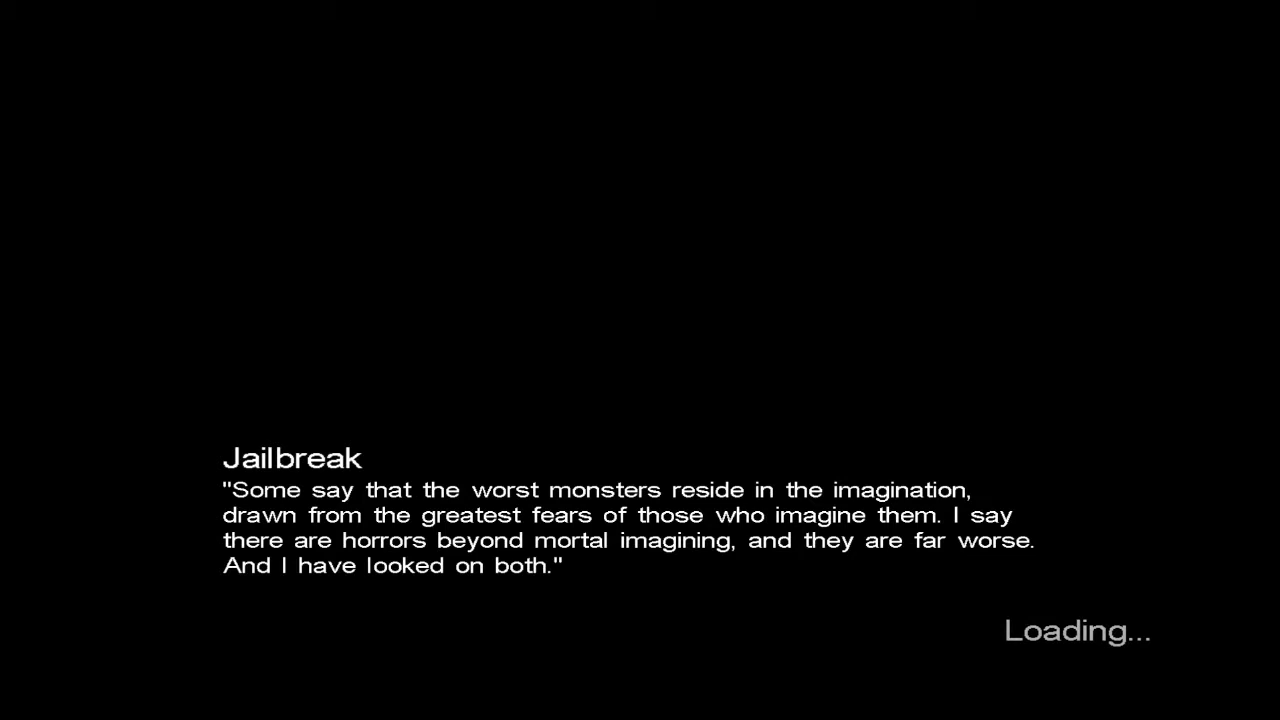 Jailbreak
"Some say that the worst monsters reside in the imagination,
drawn from the greatest fears of those who imagine them. I say
there are horrors beyond mortal imagining, and they are far worse.
And I have looked on both."
Loading...